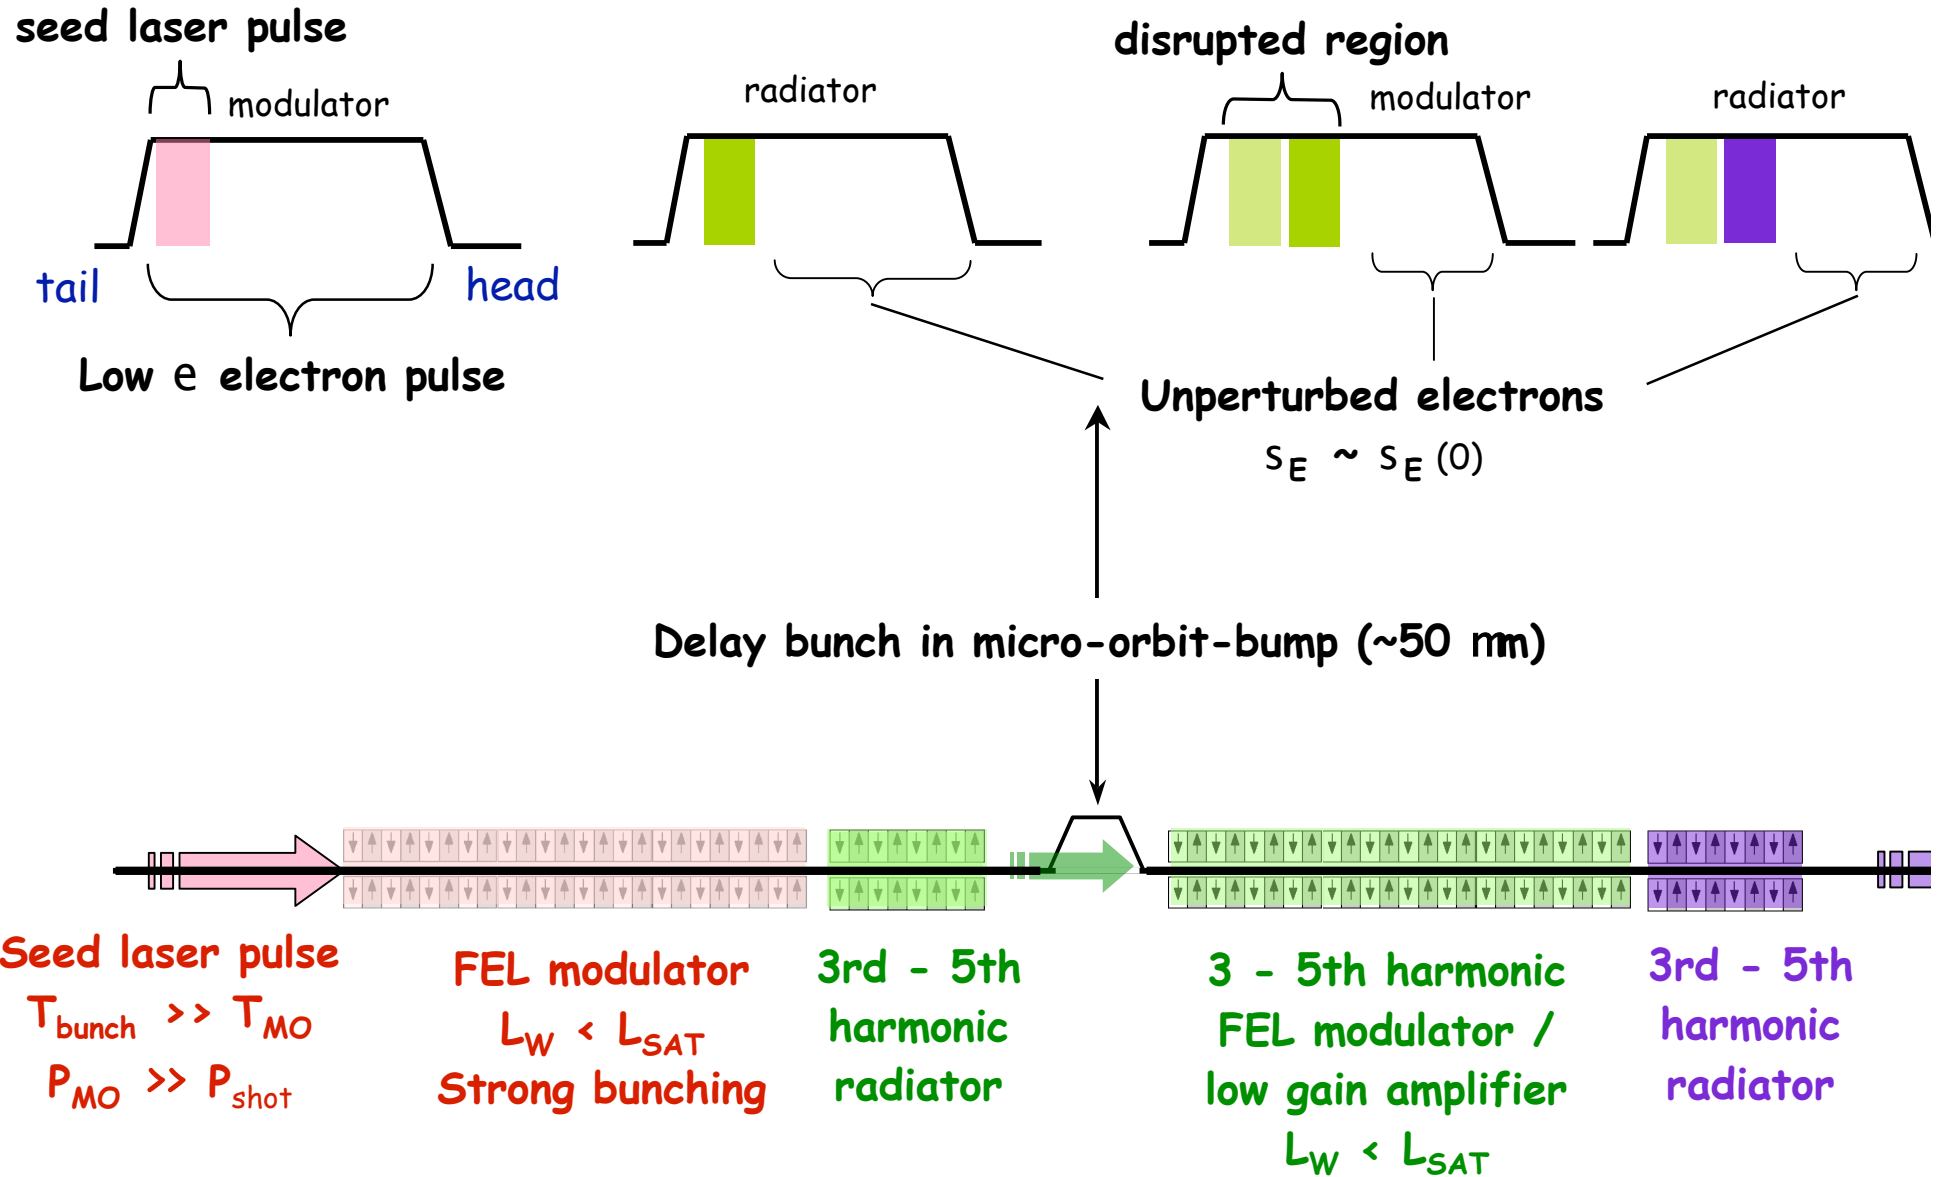 seed laser pulse
modulator
radiator
disrupted region
modulator
radiator
tail
head
Low e electron pulse
Unperturbed electrons
sE ~ sE (0)
Delay bunch in micro-orbit-bump (~50 mm)
Seed laser pulse
Tbunch >> TMO
PMO >> Pshot
FEL modulator
LW < LSAT
Strong bunching
3rd - 5th
harmonic
radiator
3 - 5th harmonic
FEL modulator /
low gain amplifier
LW < LSAT
3rd - 5th
harmonic
radiator